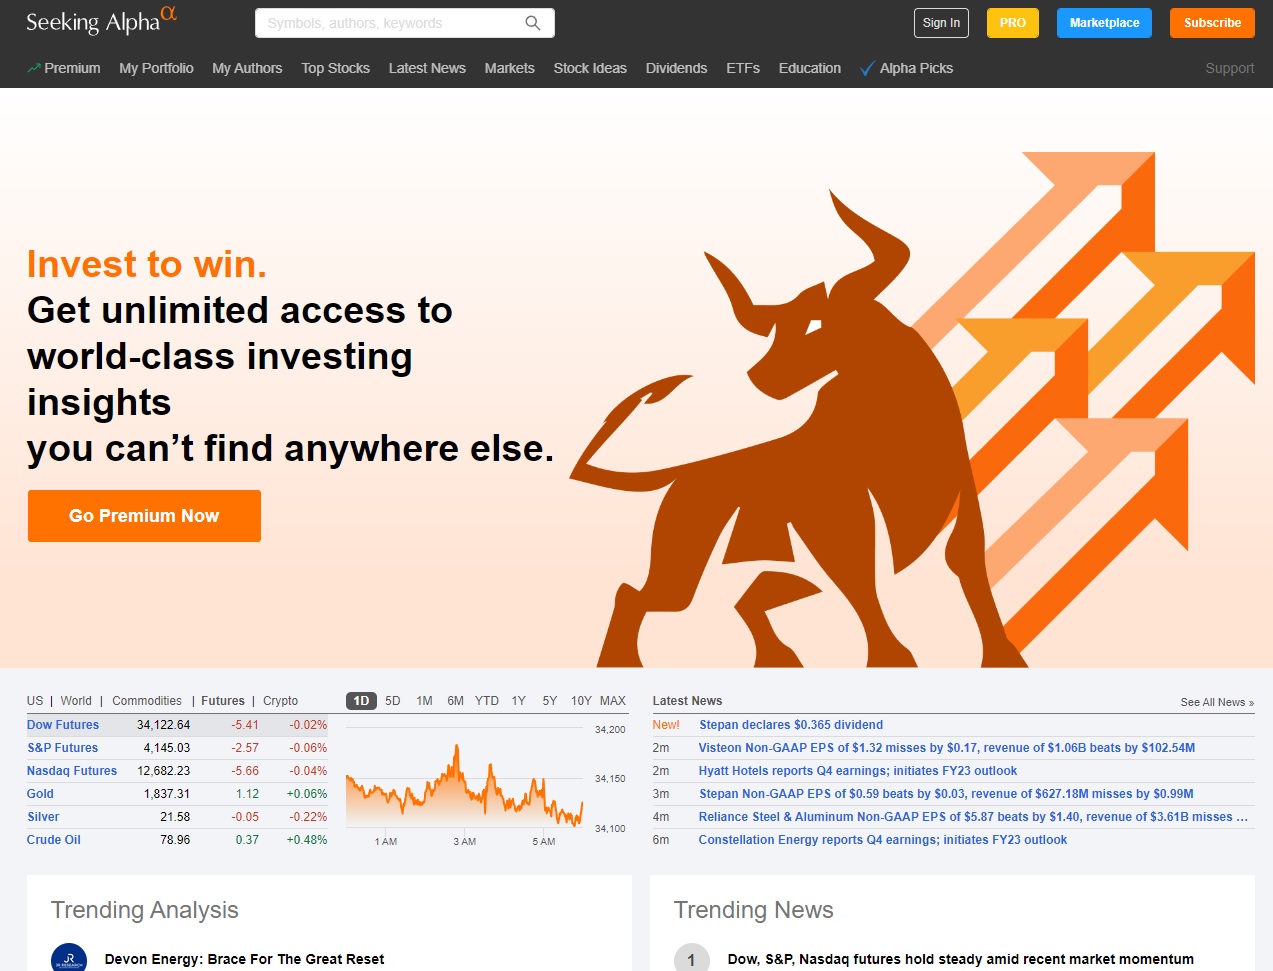 Seeking Alphaα
Symbols, authors, keywords
Sign In
PRO
Marketplace
Subscribe
Premium My Portfolio My Authors Top Stocks Latest News Markets Stock Ideas Dividends ETFs Education Alpha Picks Support
Invest to win.
Get unlimited access to
world-class investing
insights
you can’t find anywhere else.
Go Premium Now
US | World | Commodities | Futures | Crypto
Dow Futures 34,122.64 -5.41 -0.02%
S&P Futures 4,145.03 -2.57 -0.06%
Nasdaq Futures 12,682.23 -5.66 -0.04%
Gold 1,837.31 1.12 +0.06%
Silver 21.58 -0.05 -0.22%
Crude Oil 78.96 0.37 +0.48%
1D 5D 1M 6M YTD 1Y 5Y 10Y MAX
34,200
34,150
34,100
1 AM 3 AM 5 AM
Latest News See All News »
New! Stepan declares $0.365 dividend
2m Visteon Non-GAAP EPS of $1.32 misses by $0.17, revenue of $1.06B beats by $102.54M
2m Hyatt Hotels reports Q4 earnings; initiates FY23 outlook
3m Stepan Non-GAAP EPS of $0.59 beats by $0.03, revenue of $627.18M misses by $0.99M
4m Reliance Steel & Aluminum Non-GAAP EPS of $5.87 beats by $1.40, revenue of $3.61B misses ...
6m Constellation Energy reports Q4 earnings; initiates FY23 outlook
Trending Analysis
JR
Devon Energy: Brace For The Great Reset
Trending News
1 Dow, S&P, Nasdaq futures hold steady amid recent market momentum